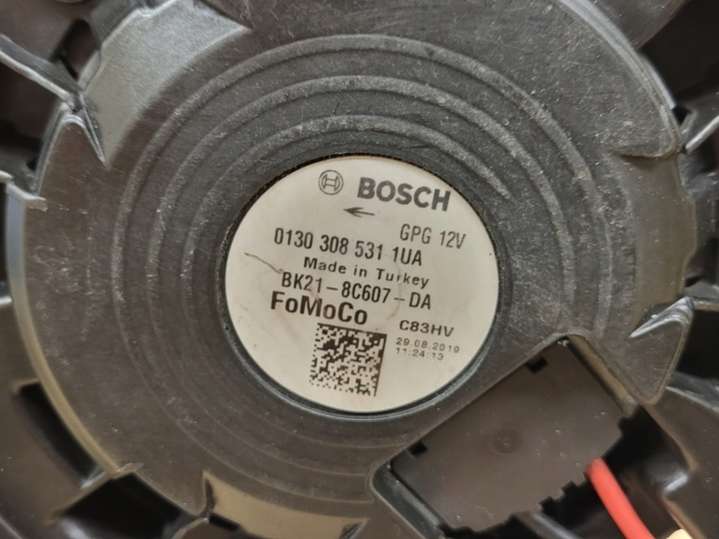 BOSCH
GPG 12V
0130 308 531 1UA
Made in Turkey
BK21-8C607-DA
FoMoCo
C83HV
29.08.2019
11:24:13